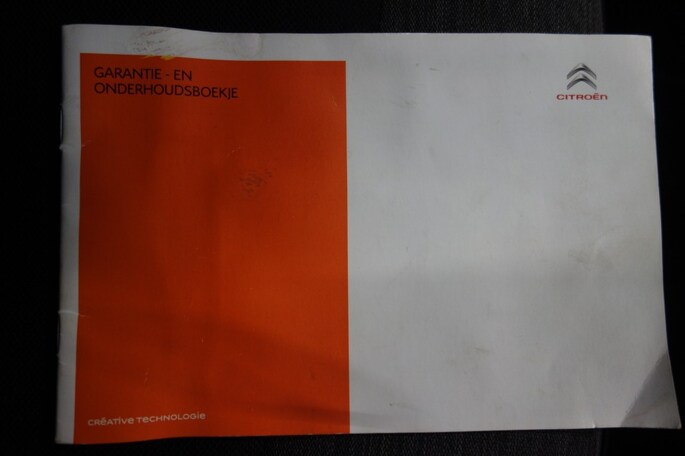 GARANTIE - EN
ONDERHOUDSBOEKJE
CITROËN
CRÉATIVE TECHNOLOGIE